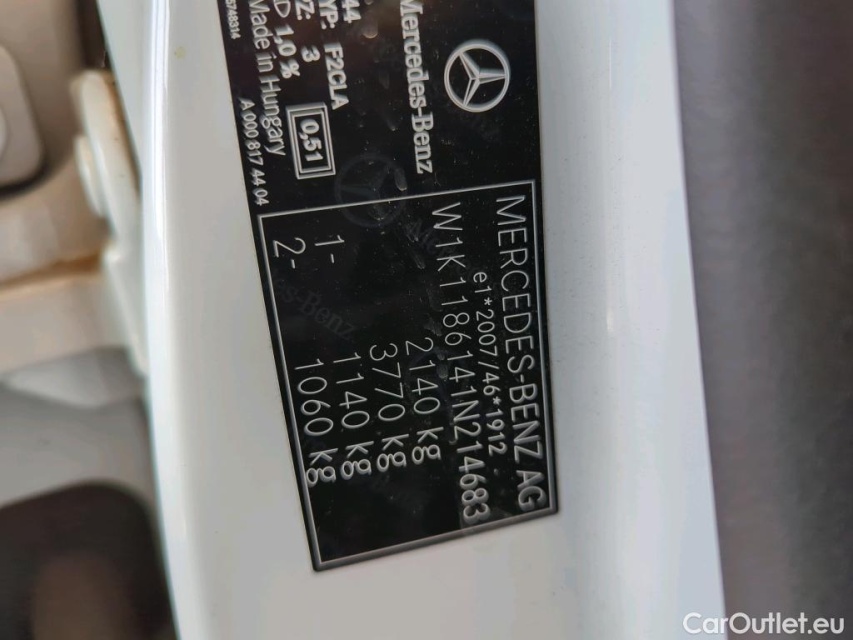 Mercedes-Benz
44
TYP: F2CLA
VZ: 3
0,51
D 1,0 %
Made in Hungary
A 000 817 44 04
MERCEDES-BENZ AG
e1*2007/46*1912
W1K1186141N214683
2140 kg
3770 kg
1- 1140 kg
2- 1060 kg
CarOutlet.eu